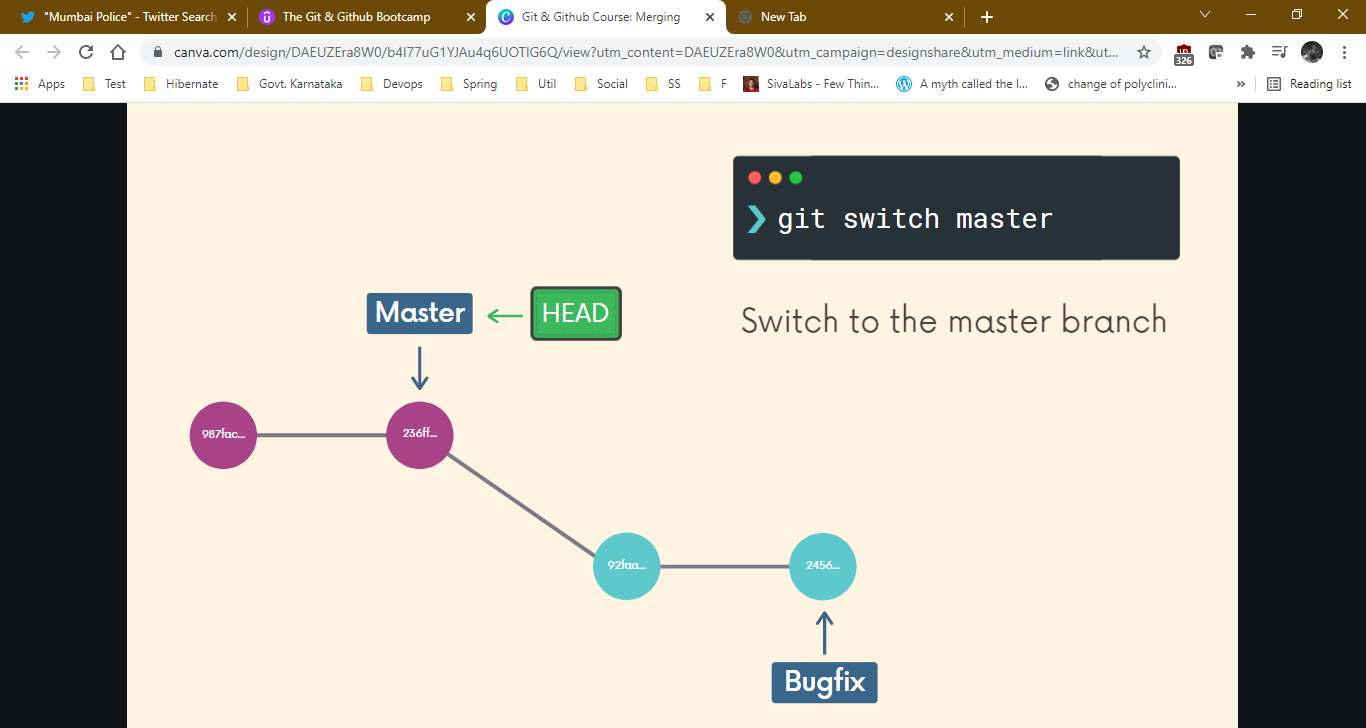 "Mumbai Police" - Twitter Search
The Git & Github Bootcamp
Git & Github Course: Merging
New Tab
canva.com/design/DAEUZEra8W0/b4I77uG1YJAu4q6UOTIG6Q/view?utm_content=DAEUZEra8W0&utm_campaign=designshare&utm_medium=link&ut...
326
Apps
Test
Hibernate
Govt. Karnataka
Devops
Spring
Util
Social
SS
F
SivaLabs - Few Thin...
A myth called the I...
change of polyclini...
»
Reading list
❯ git switch master
Master
HEAD
Switch to the master branch
987fac...
236ff...
92faa...
2456...
Bugfix